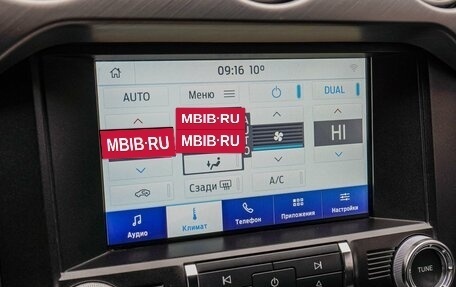 09:16 10º
AUTO
Меню
DUAL
MBIB.RU
MBIB.RU
MBIB.RU
HI
Сзади
A/C
Аудио
Климат
Телефон
Приложения
Настройки
TUNE